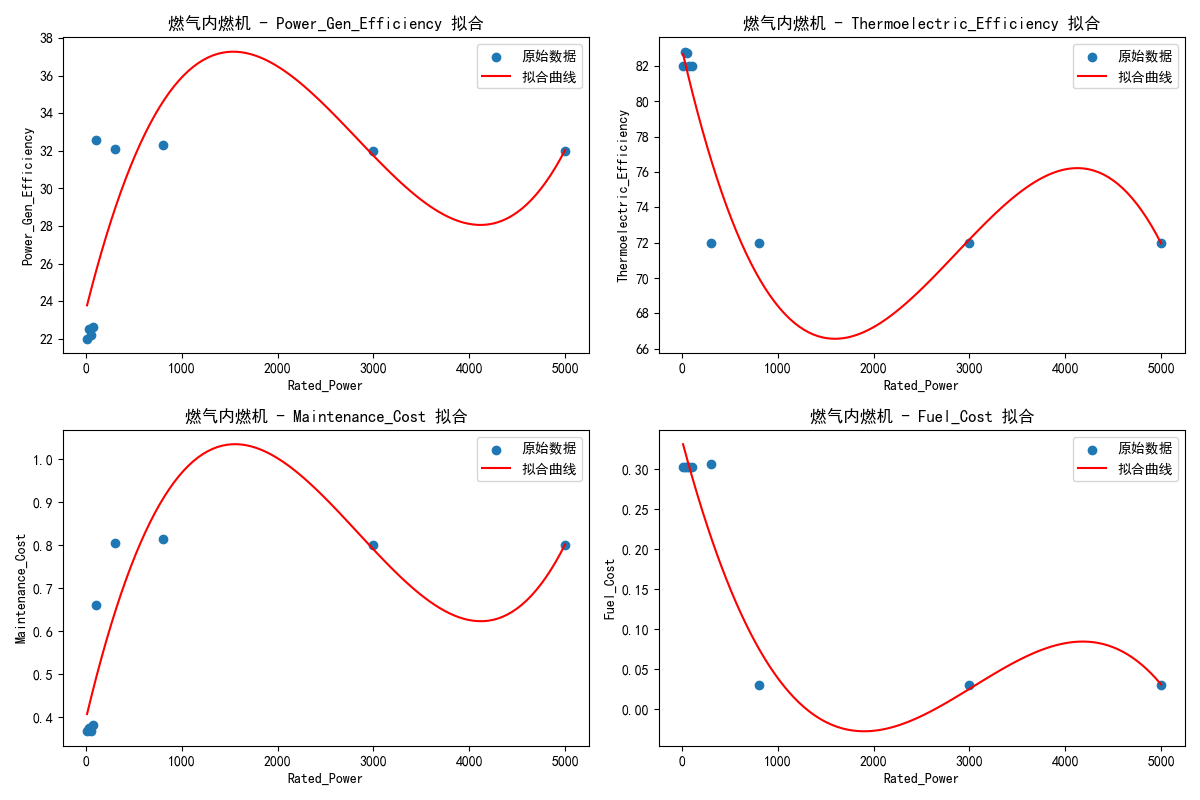 燃气内燃机 - Power_Gen_Efficiency 拟合
Power_Gen_Efficiency
38
36
34
32
30
28
26
24
22
0
1000
2000
3000
4000
5000
Rated_Power
原始数据
拟合曲线
燃气内燃机 - Thermoelectric_Efficiency 拟合
Thermoelectric_Efficiency
82
80
78
76
74
72
70
68
66
0
1000
2000
3000
4000
5000
Rated_Power
原始数据
拟合曲线
燃气内燃机 - Maintenance_Cost 拟合
Maintenance_Cost
1.0
0.9
0.8
0.7
0.6
0.5
0.4
0
1000
2000
3000
4000
5000
Rated_Power
原始数据
拟合曲线
燃气内燃机 - Fuel_Cost 拟合
Fuel_Cost
0.30
0.25
0.20
0.15
0.10
0.05
0.00
0
1000
2000
3000
4000
5000
Rated_Power
原始数据
拟合曲线